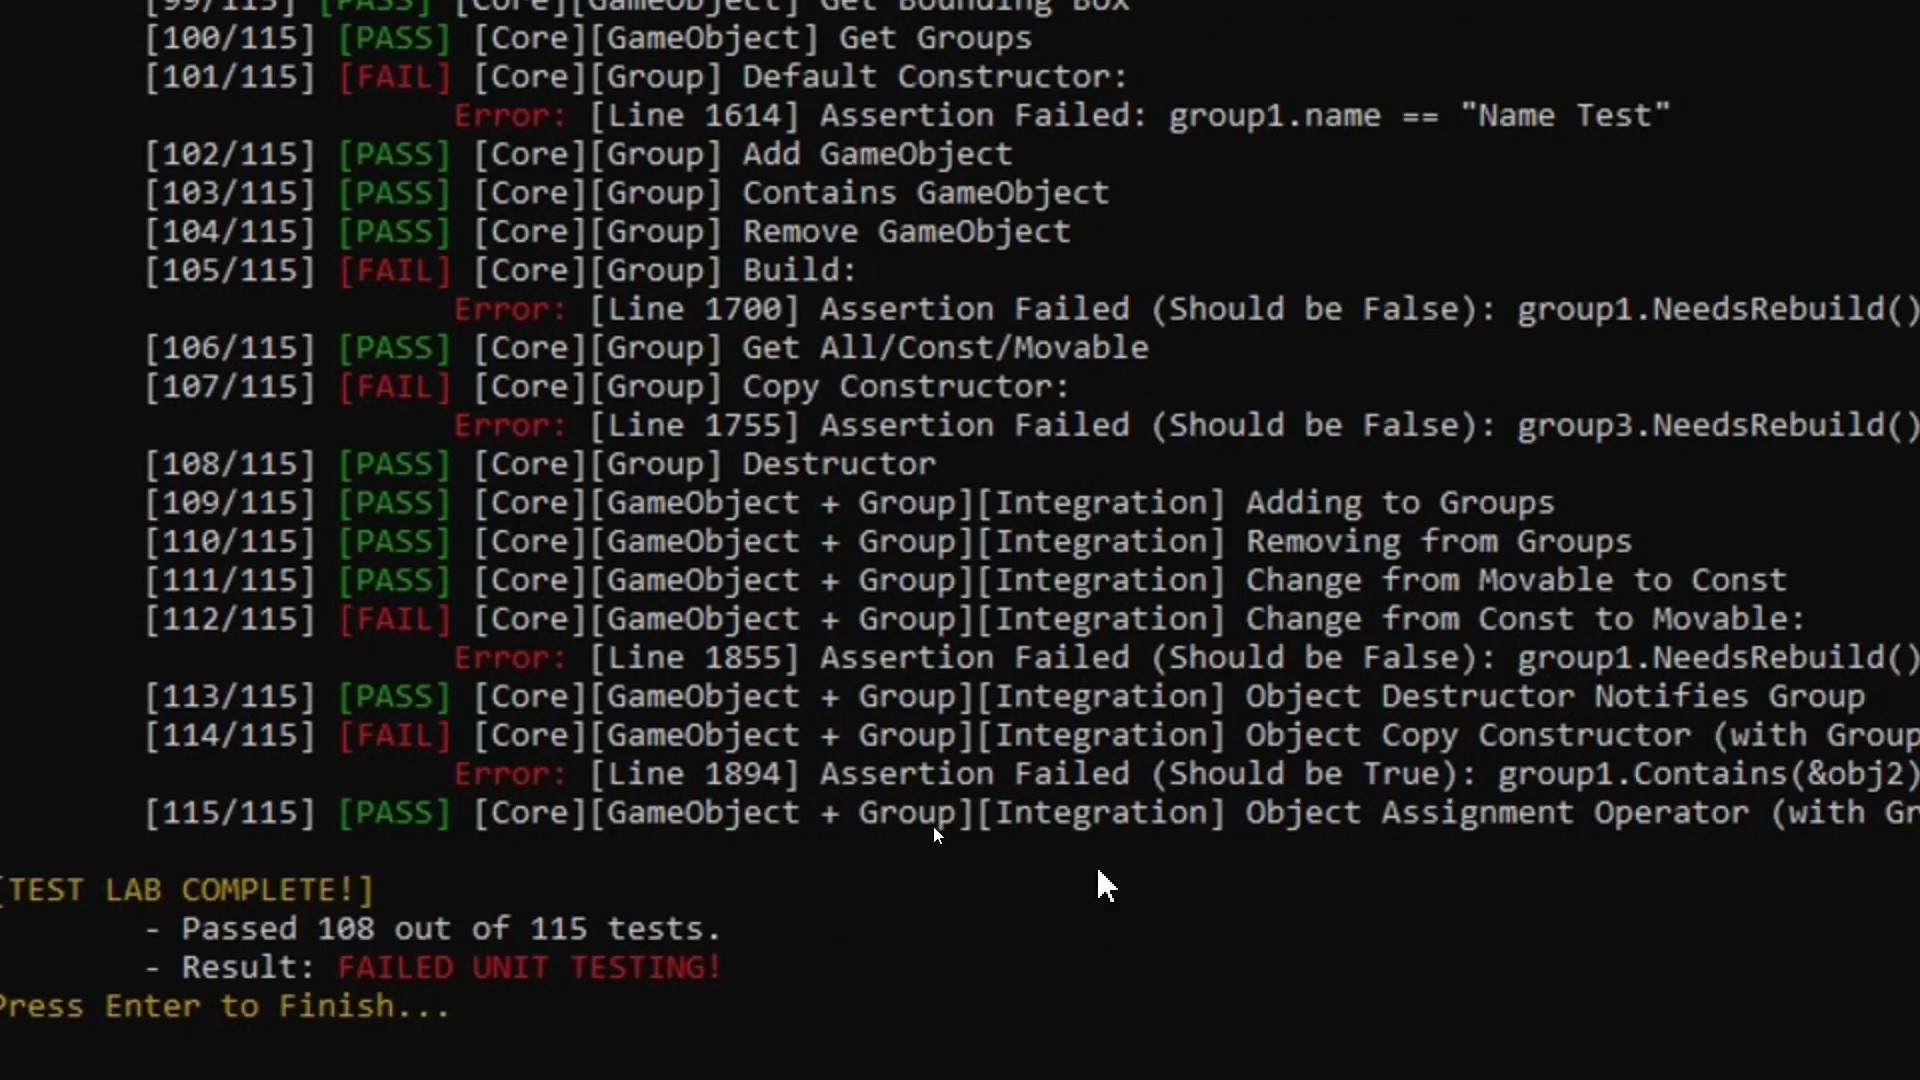 [99/115] [PASS] [Core][GameObject] Get Bounding Box
[100/115] [PASS] [Core][GameObject] Get Groups
[101/115] [FAIL] [Core][Group] Default Constructor:
Error: [Line 1614] Assertion Failed: group1.name == "Name Test"
[102/115] [PASS] [Core][Group] Add GameObject
[103/115] [PASS] [Core][Group] Contains GameObject
[104/115] [PASS] [Core][Group] Remove GameObject
[105/115] [FAIL] [Core][Group] Build:
Error: [Line 1700] Assertion Failed (Should be False): group1.NeedsRebuild()
[106/115] [PASS] [Core][Group] Get All/Const/Movable
[107/115] [FAIL] [Core][Group] Copy Constructor:
Error: [Line 1755] Assertion Failed (Should be False): group3.NeedsRebuild()
[108/115] [PASS] [Core][Group] Destructor
[109/115] [PASS] [Core][GameObject + Group][Integration] Adding to Groups
[110/115] [PASS] [Core][GameObject + Group][Integration] Removing from Groups
[111/115] [PASS] [Core][GameObject + Group][Integration] Change from Movable to Const
[112/115] [FAIL] [Core][GameObject + Group][Integration] Change from Const to Movable:
Error: [Line 1855] Assertion Failed (Should be False): group1.NeedsRebuild()
[113/115] [PASS] [Core][GameObject + Group][Integration] Object Destructor Notifies Group
[114/115] [FAIL] [Core][GameObject + Group][Integration] Object Copy Constructor (with Group
Error: [Line 1894] Assertion Failed (Should be True): group1.Contains(&obj2)
[115/115] [PASS] [Core][GameObject + Group][Integration] Object Assignment Operator (with Gr
[TEST LAB COMPLETE!]
- Passed 108 out of 115 tests.
- Result: FAILED UNIT TESTING!
Press Enter to Finish...